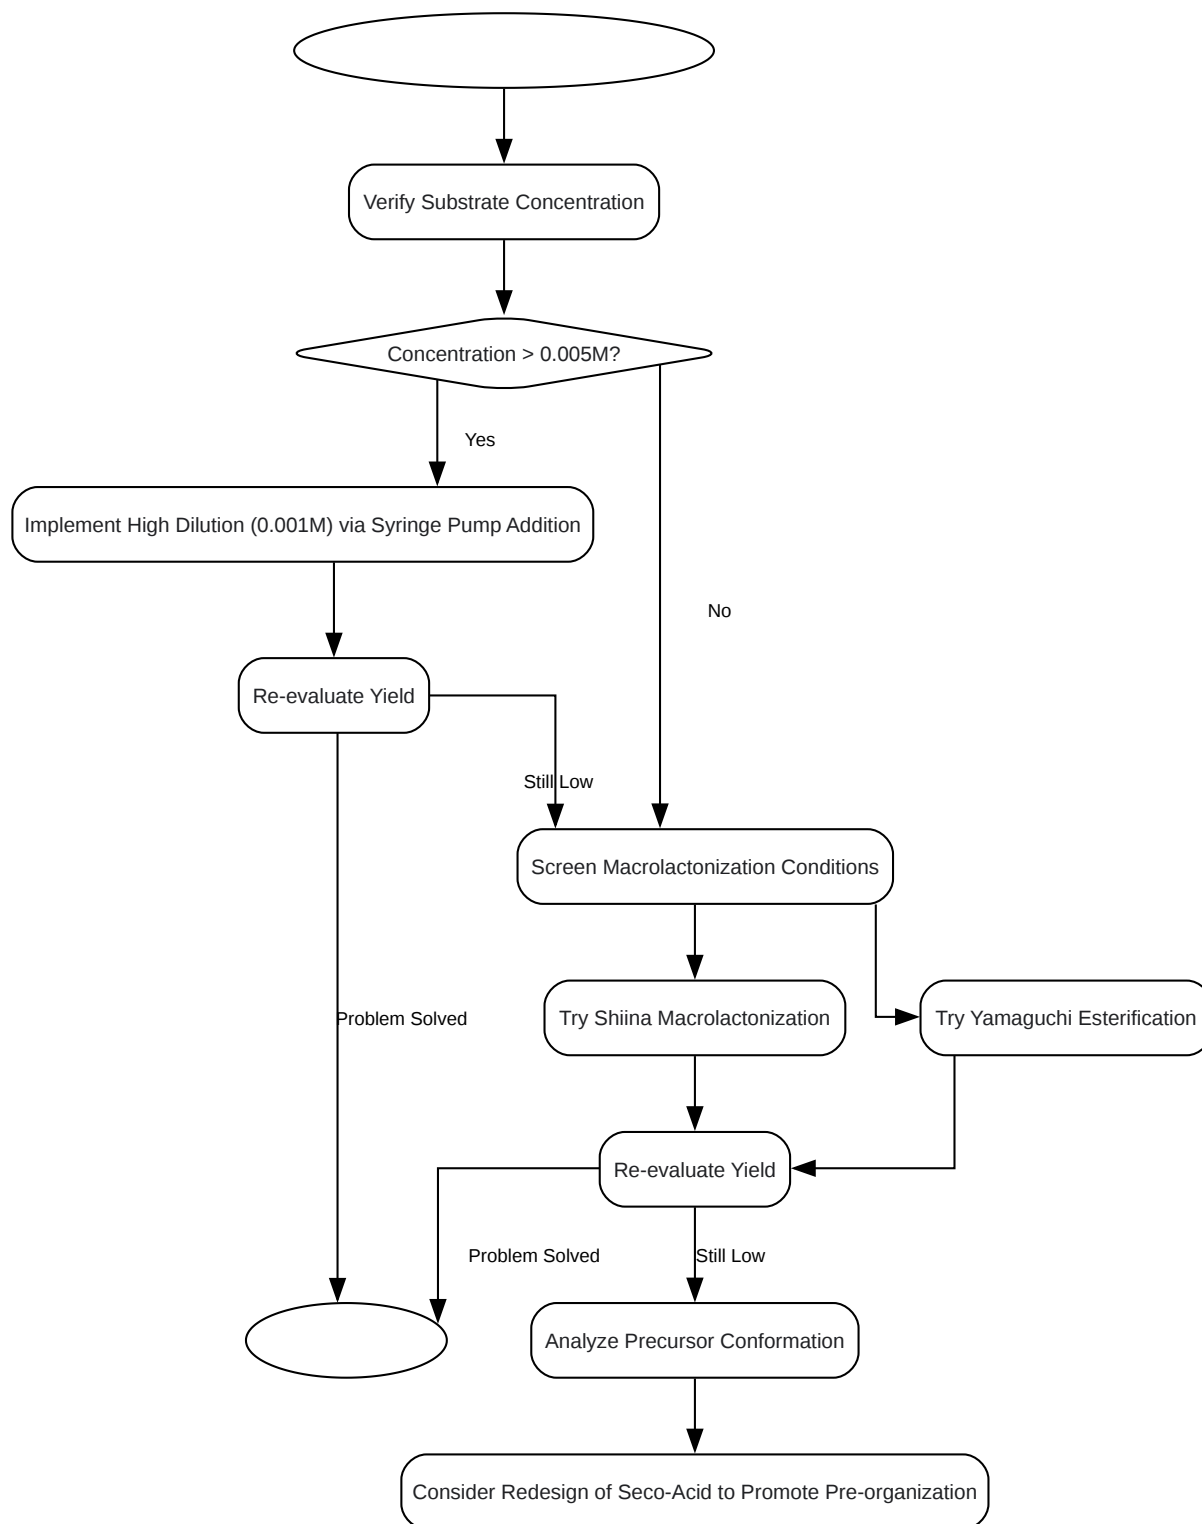 Verify Substrate Concentration
Concentration > 0.005M?
Yes
Implement High Dilution (0.001M) via Syringe Pump Addition
No
Re-evaluate Yield
Still Low
Screen Macrolactonization Conditions
Problem Solved
Try Shiina Macrolactonization
Try Yamaguchi Esterification
Re-evaluate Yield
Problem Solved
Still Low
Analyze Precursor Conformation
Consider Redesign of Seco-Acid to Promote Pre-organization